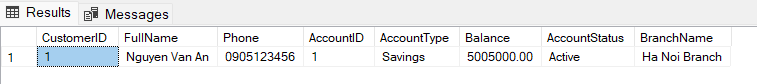 Results Messages
CustomerID FullName Phone AccountID AccountType Balance AccountStatus BranchName
1 1 Nguyen Van An 0905123456 1 Savings 5005000.00 Active Ha Noi Branch